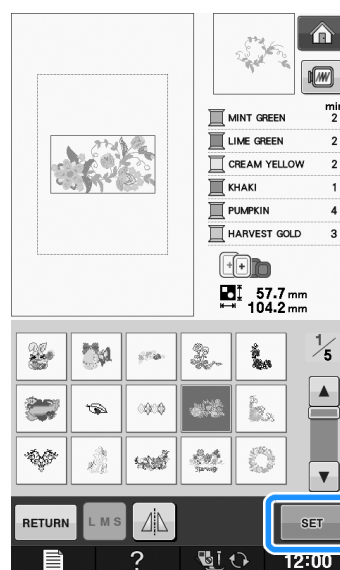 min
MINT GREEN 2
LIME GREEN 2
CREAM YELLOW 2
KHAKI 1
PUMPKIN 4
HARVEST GOLD 3
57.7 mm
104.2 mm
1/5
RETURN L M S SET
? 12:00